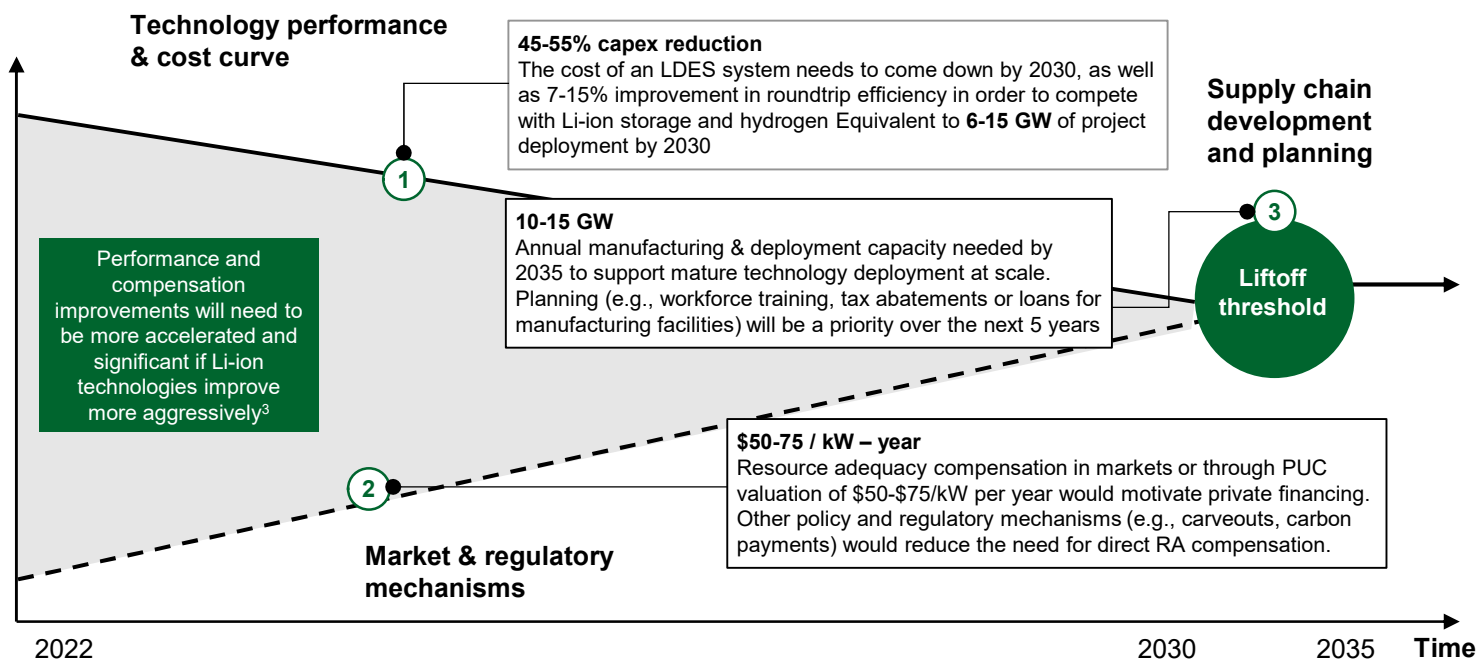 Technology performance
& cost curve
45-55% capex reduction
The cost of an LDES system needs to come down by 2030, as well
as 7-15% improvement in roundtrip efficiency in order to compete
with Li-ion storage and hydrogen Equivalent to 6-15 GW of project
deployment by 2030
Supply chain
development
and planning
1
3
10-15 GW
Annual manufacturing & deployment capacity needed by
2035 to support mature technology deployment at scale.
Planning (e.g., workforce training, tax abatements or loans for
manufacturing facilities) will be a priority over the next 5 years
Performance and
compensation
improvements will need to
be more accelerated and
significant if Li-ion
technologies improve
more aggressively³
Liftoff
threshold
2
$50-75 / kW – year
Resource adequacy compensation in markets or through PUC
valuation of $50-$75/kW per year would motivate private financing.
Other policy and regulatory mechanisms (e.g., carveouts, carbon
payments) would reduce the need for direct RA compensation.
Market & regulatory
mechanisms
2022
2030
2035
Time